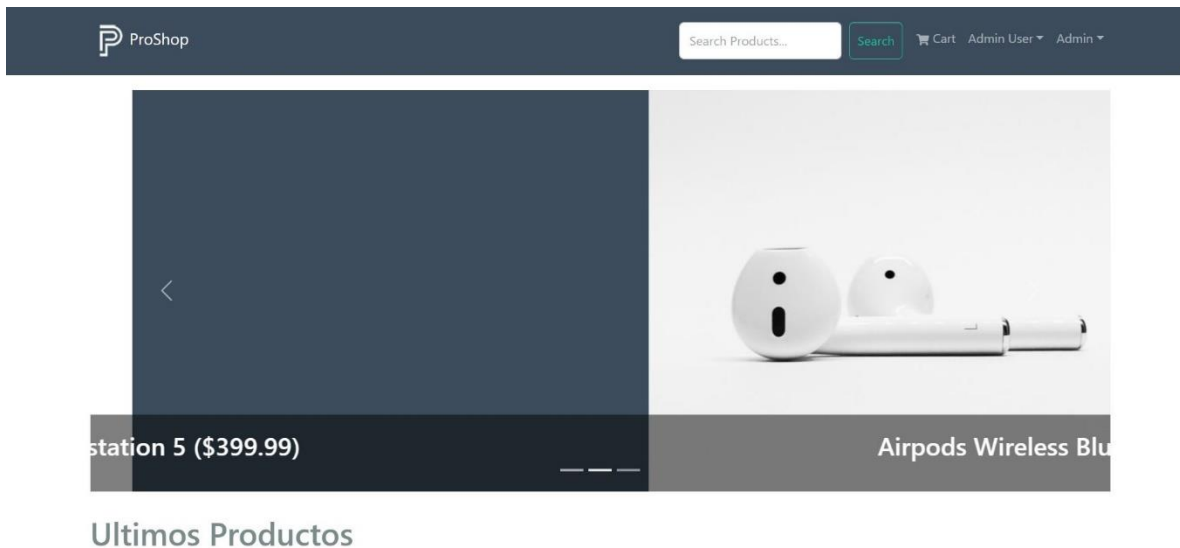 ProShop
Search Products...
Search
Cart
Admin User
Admin
station 5 ($399.99)
Airpods Wireless Blu
Ultimos Productos